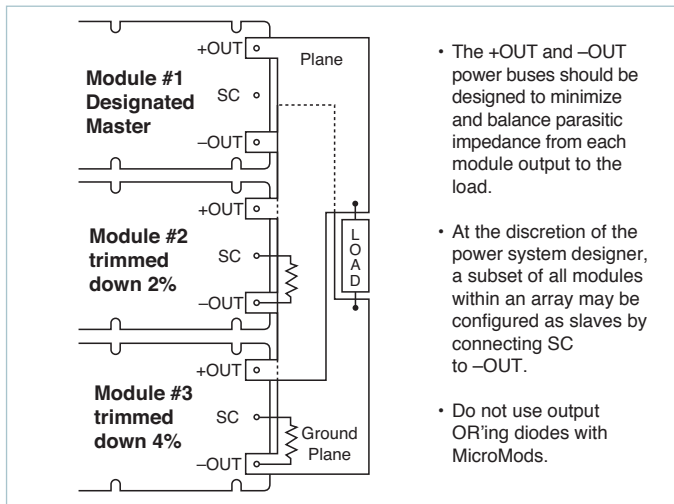 +OUT
Plane
Module #1
Designated
Master
SC
–OUT
+OUT
Module #2
trimmed
down 2%
SC
–OUT
LOAD
+OUT
Module #3
trimmed
down 4%
SC
–OUT
Ground
Plane
• The +OUT and –OUT
power buses should be
designed to minimize
and balance parasitic
impedance from each
module output to the
load.
• At the discretion of the
power system designer,
a subset of all modules
within an array may be
configured as slaves by
connecting SC
to –OUT.
• Do not use output
OR'ing diodes with
MicroMods.